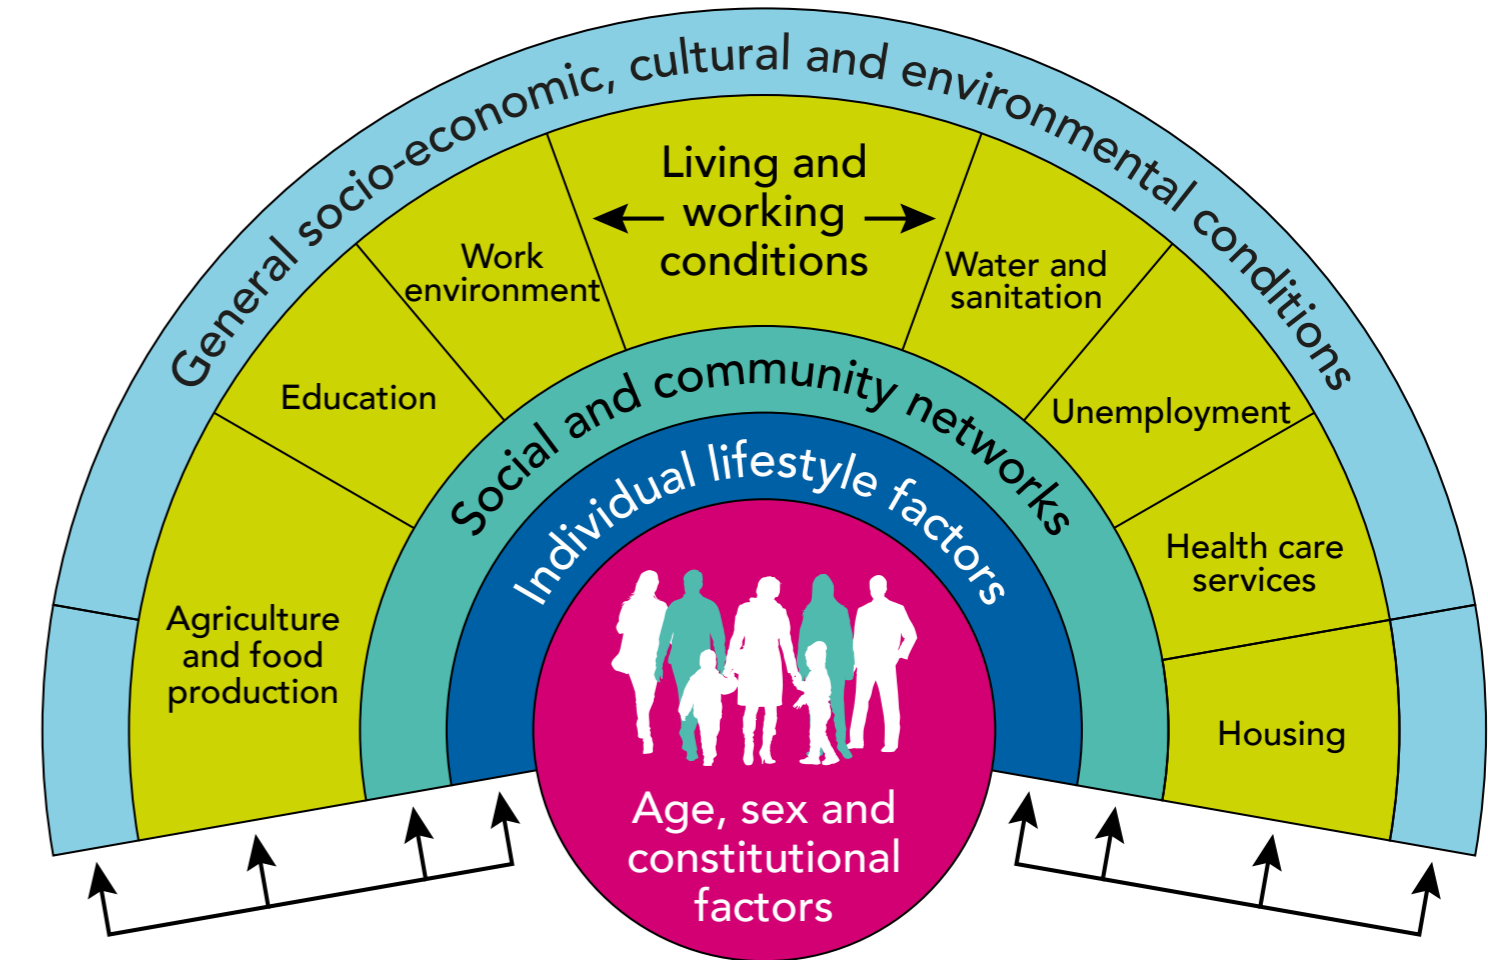 General socio-economic, cultural and environmental conditions
Living and
working
conditions
Work
environment
Water and
sanitation
Education
Unemployment
Agriculture
and food
production
Health care
services
Housing
Social and community networks
Individual lifestyle factors
Age, sex and
constitutional
factors